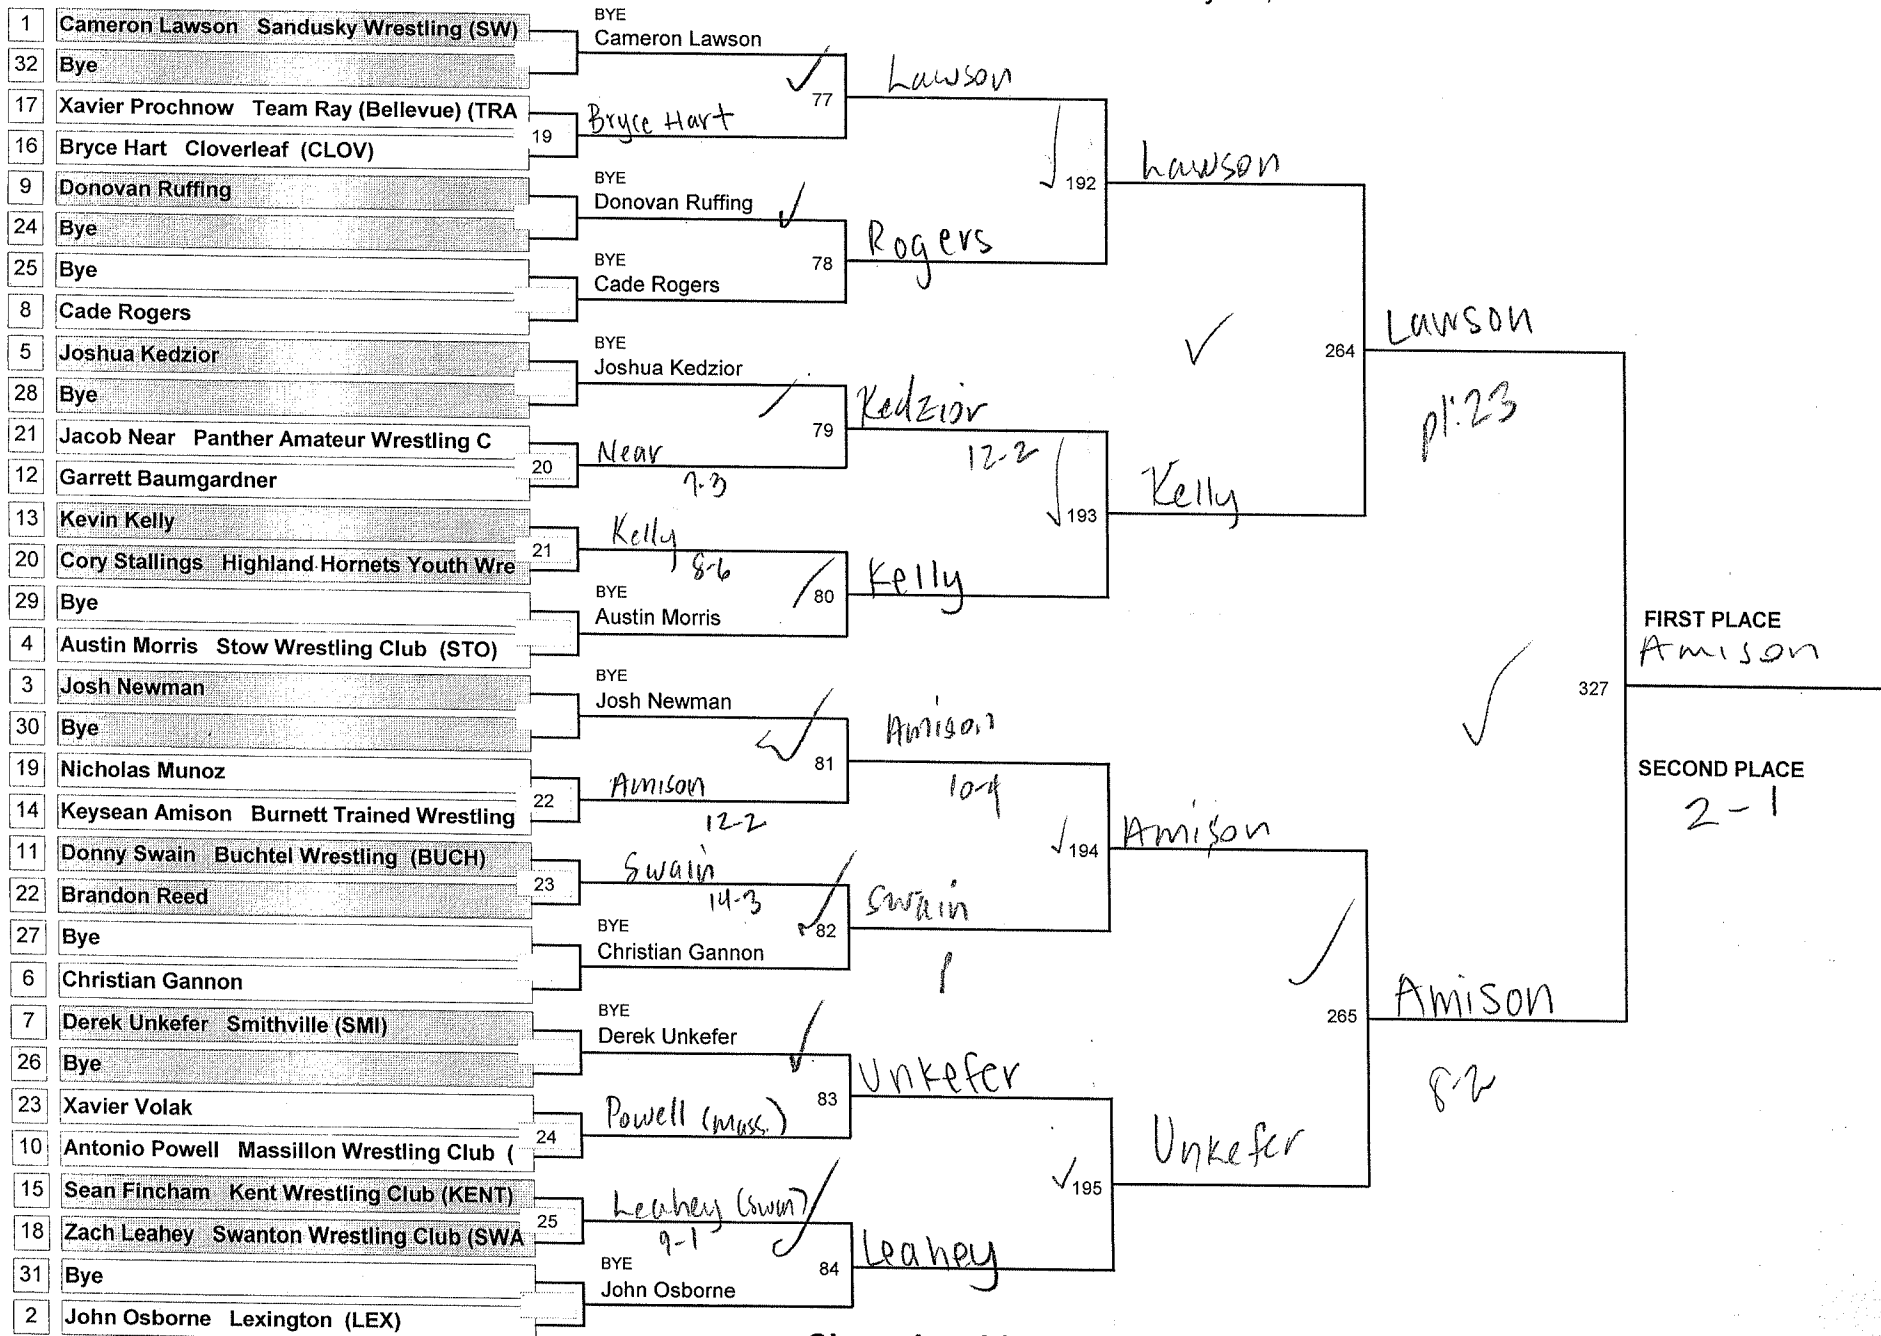 1 Cameron Lawson Sandusky Wrestling (SW)
32 Bye
17 Xavier Prochnow Team Ray (Bellevue) (TRA
16 Bryce Hart Cloverleaf (CLOV)
9 Donovan Ruffing
24 Bye
25 Bye
8 Cade Rogers
5 Joshua Kedzior
28 Bye
21 Jacob Near Panther Amateur Wrestling C
12 Garrett Baumgardner
13 Kevin Kelly
20 Cory Stallings Highland Hornets Youth Wre
29 Bye
4 Austin Morris Stow Wrestling Club (STO)
3 Josh Newman
30 Bye
19 Nicholas Munoz
14 Keysean Amison Burnett Trained Wrestling
11 Donny Swain Buchtel Wrestling (BUCH)
22 Brandon Reed
27 Bye
6 Christian Gannon
7 Derek Unkefer Smithville (SMI)
26 Bye
23 Xavier Volak
10 Antonio Powell Massillon Wrestling Club (
15 Sean Fincham Kent Wrestling Club (KENT)
18 Zach Leahey Swanton Wrestling Club (SWA
31 Bye
2 John Osborne Lexington (LEX)
19
20
21
22
23
24
25
BYE
Cameron Lawson
Bryce Hart
BYE
Donovan Ruffing
BYE
Cade Rogers
BYE
Joshua Kedzior
Near
7-3
Kelly
8-6
BYE
Austin Morris
BYE
Josh Newman
Amison
12-2
Swain
14-3
BYE
Christian Gannon
BYE
Derek Unkefer
Powell (Mass.)
Leahey (Swan)
9-1
BYE
John Osborne
77
78
79
80
81
82
83
84
Lawson
Rogers
Kedzior
12-2
Kelly
Amison
10-4
Swain
Unkefer
Leahey
192
193
194
195
Lawson
Kelly
Amison
Unkefer
264
265
Lawson
pl:23
Amison
8-2
327
FIRST PLACE
Amison
SECOND PLACE
2-1